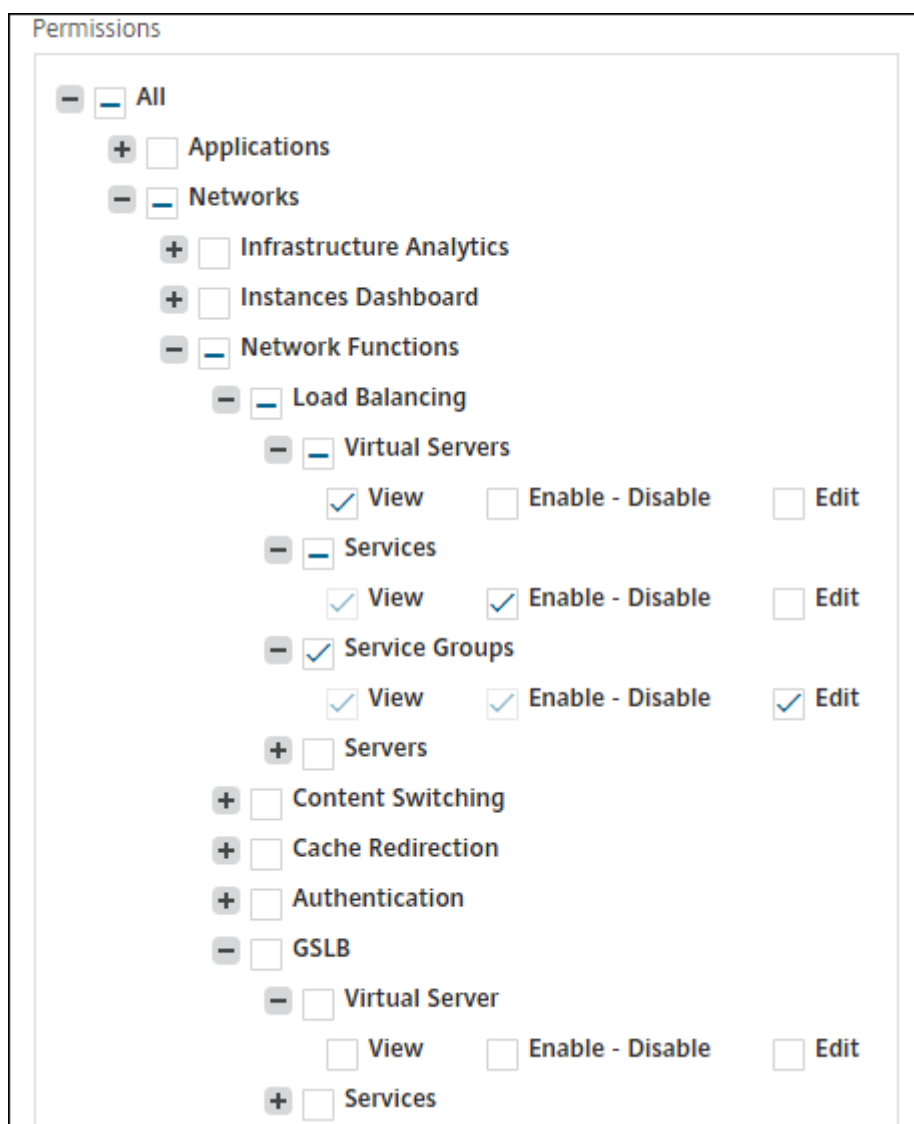 Permissions
All
Applications
Networks
Infrastructure Analytics
Instances Dashboard
Network Functions
Load Balancing
Virtual Servers
View Enable - Disable Edit
Services
View Enable - Disable Edit
Service Groups
View Enable - Disable Edit
Servers
Content Switching
Cache Redirection
Authentication
GSLB
Virtual Server
View Enable - Disable Edit
Services